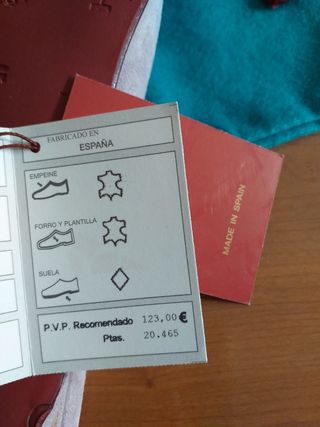 FABRICADO EN
ESPAÑA
EMPEINE
FORRO Y PLANTILLA
SUELA
P.V.P. Recomendado 123,00€
Ptas. 20.465
MADE IN SPAIN